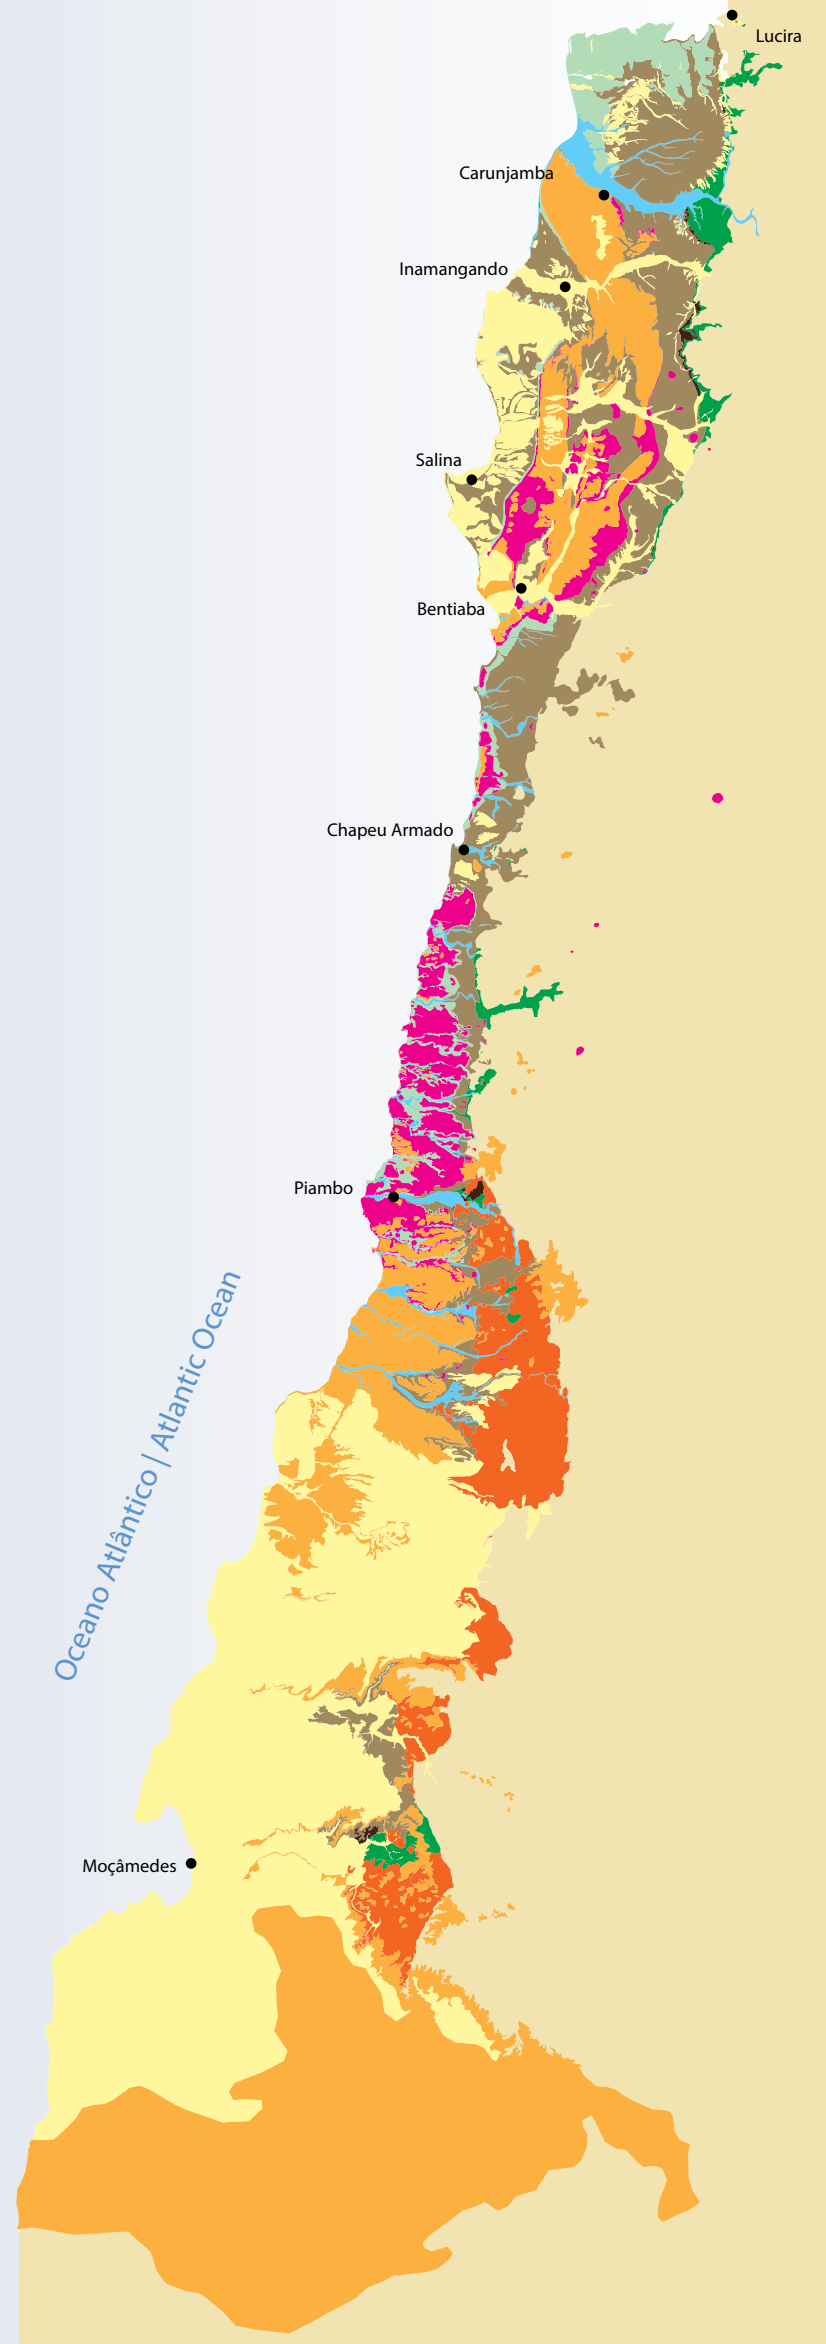 Lucira
Carunjamba
Inamangando
Salina
Bentiaba
Chapeu Armado
Piambo
Oceano Atlântico | Atlantic Ocean
Moçâmedes